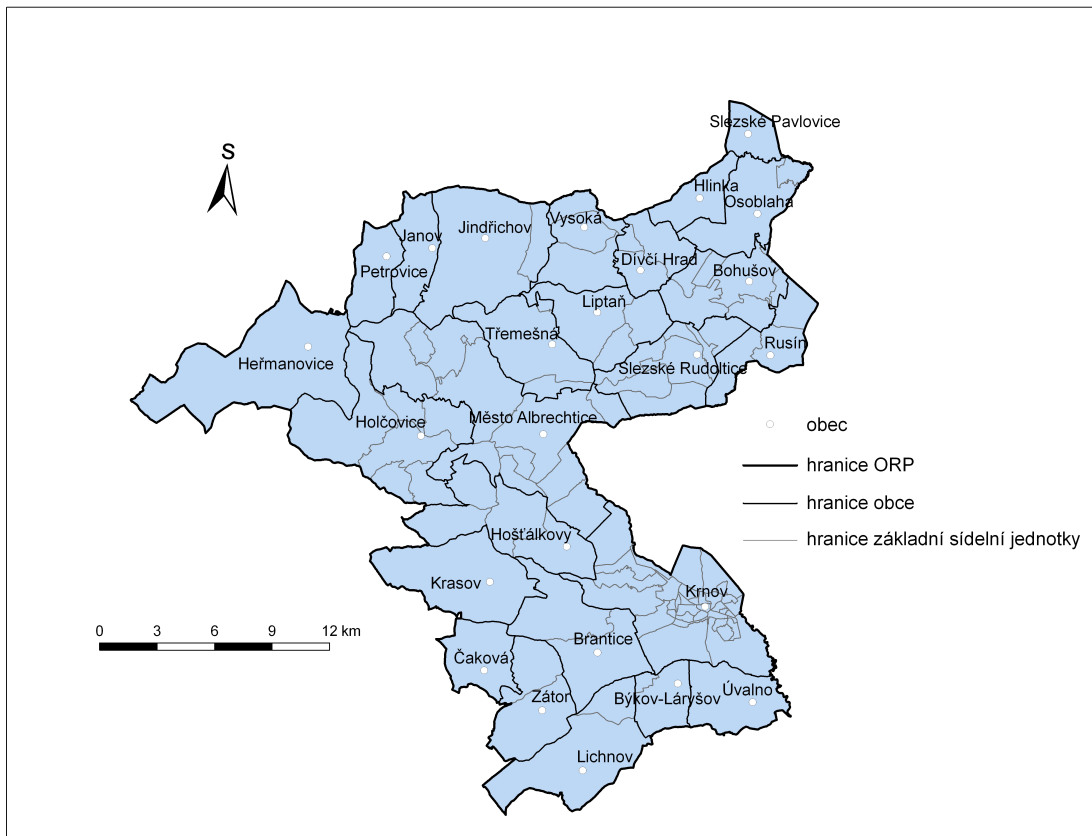 Slezské Pavlovice
S
Hlinka
Osoblaha
Vysoká
Jindřichov
Janov
Dívčí Hrad
Petrovice
Bohušov
Liptaň
Třemešná
Rusín
Heřmanovice
Slezské Rudoltice
Město Albrechtice
Holčovice
obec
hranice ORP
hranice obce
Hošťálkovy
hranice základní sídelní jednotky
Krasov
Krnov
0 3 6 9 12 km
Brantice
Čaková
Zátor
Býkov-Láryšov
Úvalno
Lichnov